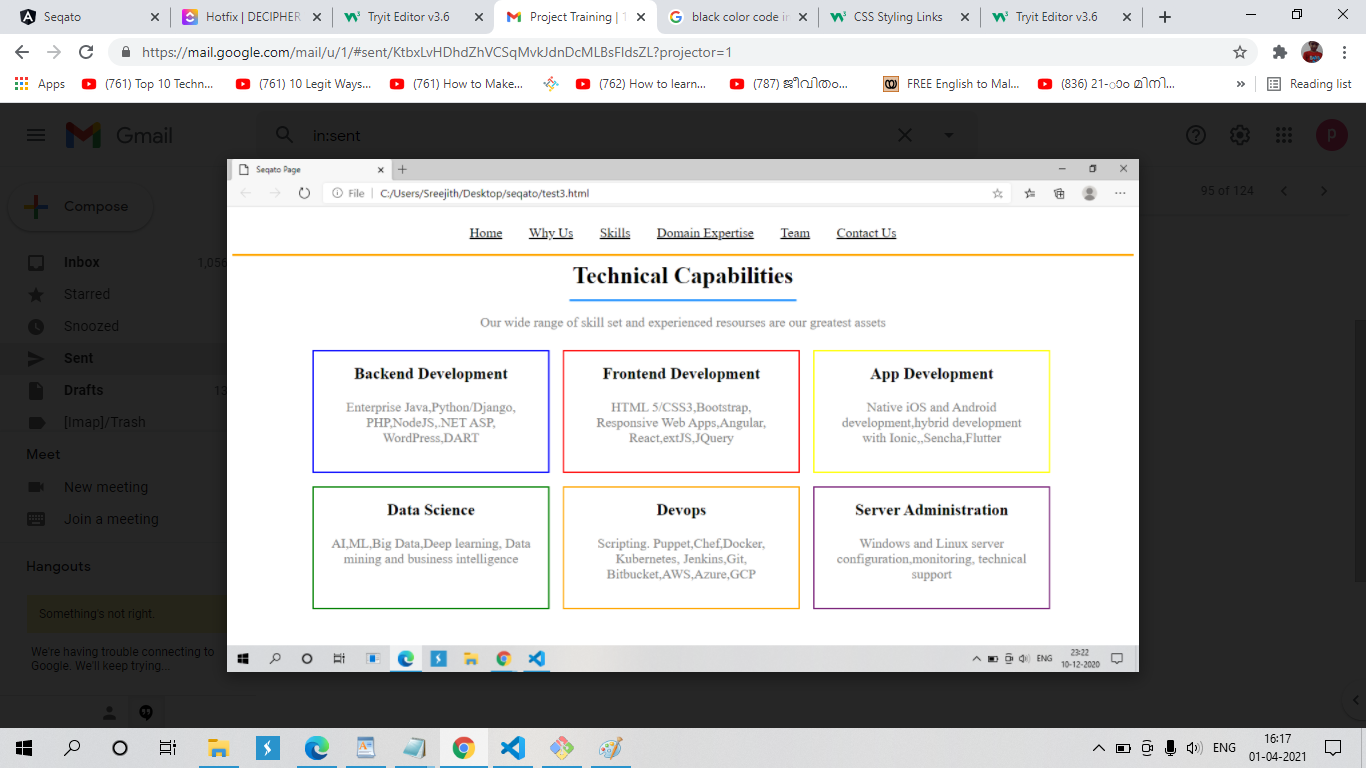 Seqato
Hotfix | DECIPHER
Tryit Editor v3.6
Project Training | 1
black color code in
CSS Styling Links
Tryit Editor v3.6
https://mail.google.com/mail/u/1/#sent/KtbxLvHDhdZhVCSqMvkJdnDcMLBsFldsZL?projector=1
Apps
(761) Top 10 Techn...
(761) 10 Legit Ways...
(761) How to Make...
(762) How to learn...
(787) ജീവിതം...
FREE English to Mal...
(836) 21-ാം മിനി...
»
Reading list
Gmail
in:sent
P
Compose
95 of 124
Inbox 1,056
Starred
Snoozed
Sent
Drafts 13
[Imap]/Trash
Meet
New meeting
Join a meeting
Hangouts
Something's not right.
We're having trouble connecting to
Google. We'll keep trying...
Seqato Page
File | C:/Users/Sreejith/Desktop/seqato/test3.html
Home Why Us Skills Domain Expertise Team Contact Us
Technical Capabilities
Our wide range of skill set and experienced resourses are our greatest assets
Backend Development
Enterprise Java,Python/Django,
PHP,NodeJS,.NET ASP,
WordPress,DART
Frontend Development
HTML 5/CSS3,Bootstrap,
Responsive Web Apps,Angular,
React,extJS,JQuery
App Development
Native iOS and Android
development,hybrid development
with Ionic,,Sencha,Flutter
Data Science
AI,ML,Big Data,Deep learning, Data
mining and business intelligence
Devops
Scripting. Puppet,Chef,Docker,
Kubernetes, Jenkins,Git,
Bitbucket,AWS,Azure,GCP
Server Administration
Windows and Linux server
configuration,monitoring, technical
support
ENG
23:22
10-12-2020
ENG
16:17
01-04-2021